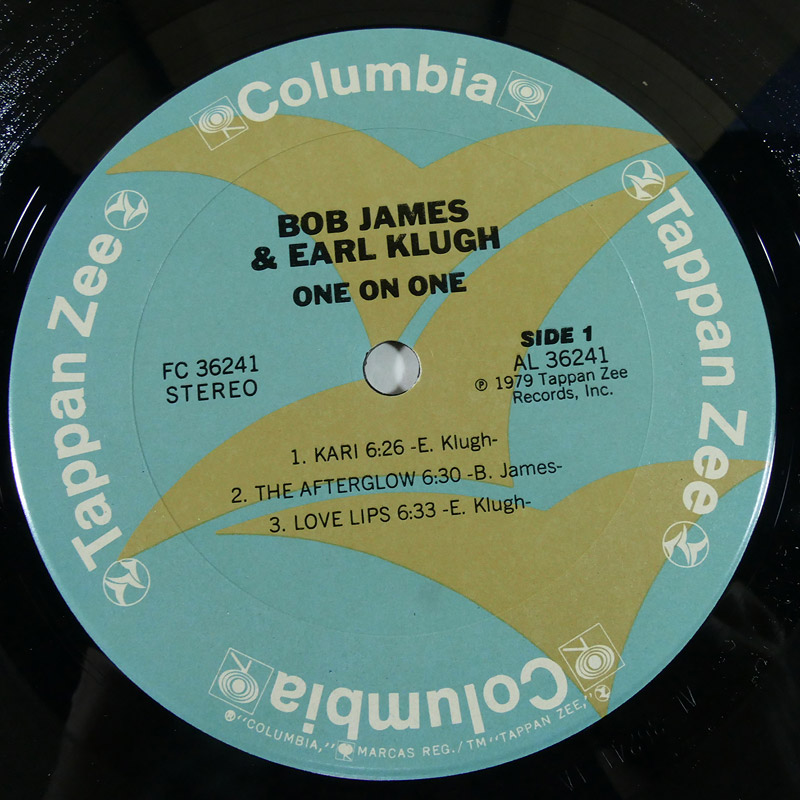 Columbia
Tappan Zee
Tappan Zee
BOB JAMES
& EARL KLUGH
ONE ON ONE
FC 36241
STEREO
SIDE 1
AL 36241
℗ 1979 Tappan Zee
Records, Inc.
1. KARI 6:26 -E. Klugh-
2. THE AFTERGLOW 6:30 -B. James-
3. LOVE LIPS 6:33 -E. Klugh-
Columbia
®"COLUMBIA," MARCAS REG./TM "TAPPAN ZEE,"